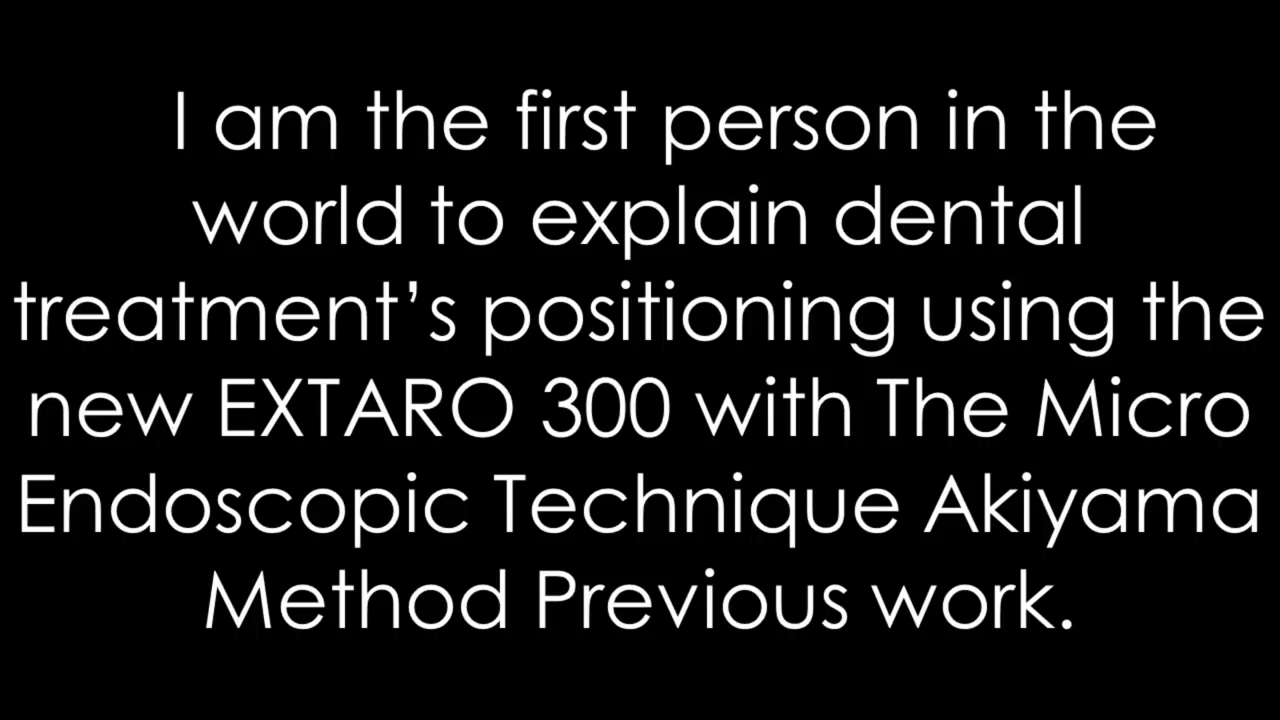 I am the first person in the
world to explain dental
treatment’s positioning using the
new EXTARO 300 with The Micro
Endoscopic Technique Akiyama
Method Previous work.